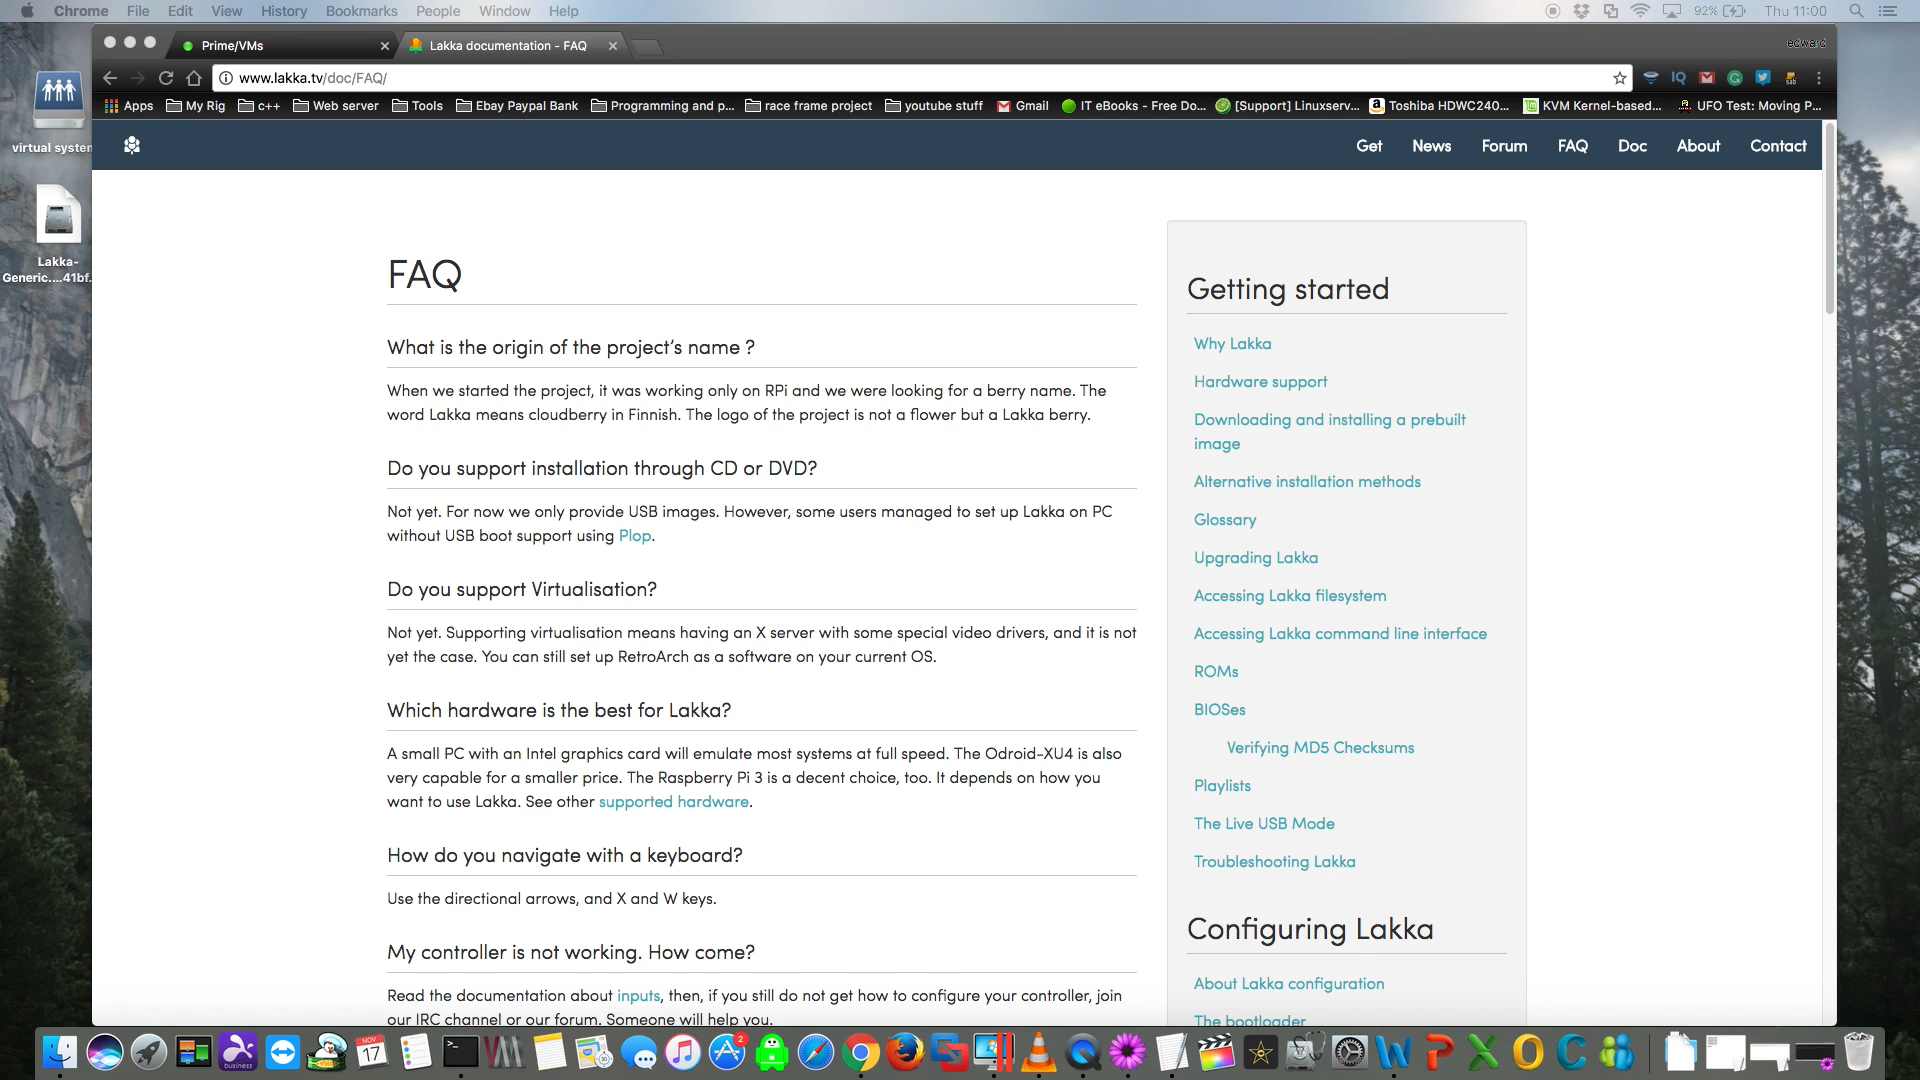 Chrome File Edit View History Bookmarks People Window Help
92% Thu 11:00
Prime/VMs
Lakka documentation - FAQ
edward
www.lakka.tv/doc/FAQ/
Apps My Rig c++ Web server Tools Ebay Paypal Bank Programming and p... race frame project youtube stuff Gmail IT eBooks - Free Do... [Support] Linuxserv... Toshiba HDWC240... KVM Kernel-based... UFO Test: Moving P...
virtual system
Lakka-
Generic....41bf.
Get News Forum FAQ Doc About Contact
FAQ
What is the origin of the project's name ?
When we started the project, it was working only on RPi and we were looking for a berry name. The
word Lakka means cloudberry in Finnish. The logo of the project is not a flower but a Lakka berry.
Do you support installation through CD or DVD?
Not yet. For now we only provide USB images. However, some users managed to set up Lakka on PC
without USB boot support using Plop.
Do you support Virtualisation?
Not yet. Supporting virtualisation means having an X server with some special video drivers, and it is not
yet the case. You can still set up RetroArch as a software on your current OS.
Which hardware is the best for Lakka?
A small PC with an Intel graphics card will emulate most systems at full speed. The Odroid-XU4 is also
very capable for a smaller price. The Raspberry Pi 3 is a decent choice, too. It depends on how you
want to use Lakka. See other supported hardware.
How do you navigate with a keyboard?
Use the directional arrows, and X and W keys.
My controller is not working. How come?
Read the documentation about inputs, then, if you still do not get how to configure your controller, join
our IRC channel or our forum. Someone will help you.
Getting started
Why Lakka
Hardware support
Downloading and installing a prebuilt
image
Alternative installation methods
Glossary
Upgrading Lakka
Accessing Lakka filesystem
Accessing Lakka command line interface
ROMs
BIOSes
Verifying MD5 Checksums
Playlists
The Live USB Mode
Troubleshooting Lakka
Configuring Lakka
About Lakka configuration
The bootloader
business
NOV
17
2